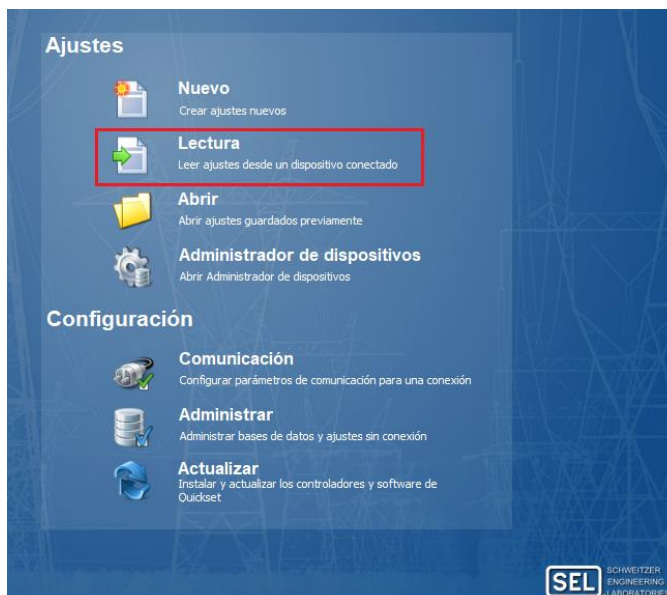 Ajustes
Nuevo
Crear ajustes nuevos
Lectura
Leer ajustes desde un dispositivo conectado
Abrir
Abrir ajustes guardados previamente
Administrador de dispositivos
Abrir Administrador de dispositivos
Configuración
Comunicación
Configurar parámetros de comunicación para una conexión
Administrar
Administrar bases de datos y ajustes sin conexión
Actualizar
Instalar y actualizar los controladores y software de
Quickset
SEL
SCHWEITZER
ENGINEERING
LABORATORIE